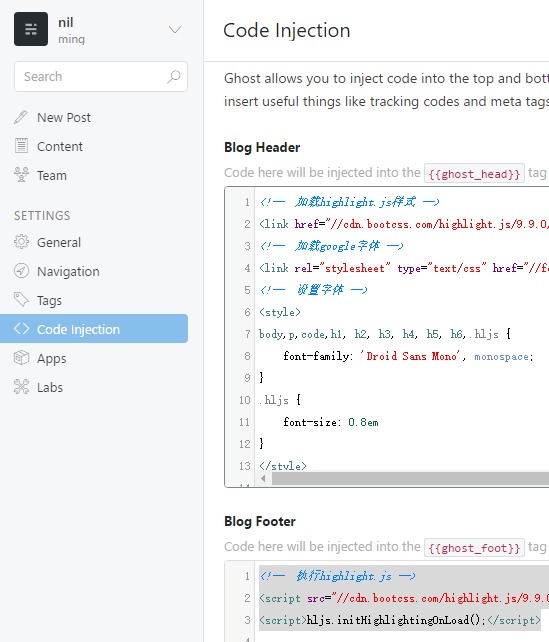 nil
ming
Search
New Post
Content
Team
SETTINGS
General
Navigation
Tags
Code Injection
Apps
Labs
Code Injection
Ghost allows you to inject code into the top and bott
insert useful things like tracking codes and meta tags
Blog Header
Code here will be injected into the {{ghost_head}} tag
1 <!-- 加载highlight.js样式 -->
2 <link href="//cdn.bootcss.com/highlight.js/9.9.0/
3 <!-- 加载google字体 -->
4 <link rel="stylesheet" type="text/css" href="//fo
5 <!-- 设置字体 -->
6 <style>
7 body,p,code,h1, h2, h3, h4, h5, h6,.hljs {
8 font-family: 'Droid Sans Mono', monospace;
9 }
10 .hljs {
11 font-size: 0.8em
12 }
13 </style>
Blog Footer
Code here will be injected into the {{ghost_foot}} tag
1 <!-- 执行highlight.js -->
2 <script src="//cdn.bootcss.com/highlight.js/9.9.0
3 <script>hljs.initHighlightingOnLoad();</script>
4